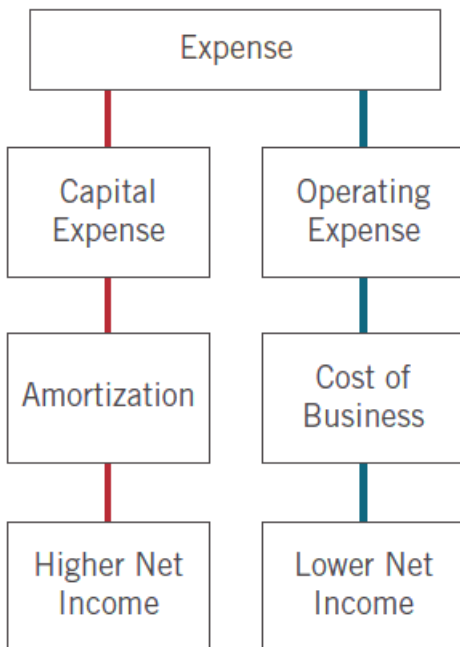 Expense
Capital
Expense
Amortization
Higher Net
Income
Operating
Expense
Cost of
Business
Lower Net
Income